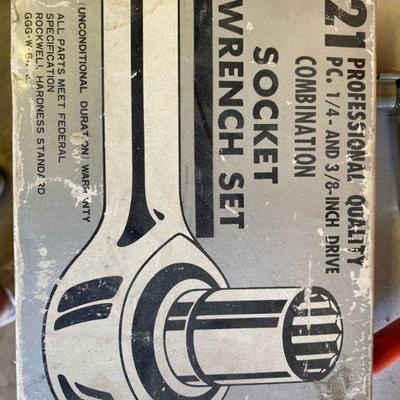 21 PROFESSIONAL QUALITY
PC. 1/4- AND 3/8-INCH DRIVE
COMBINATION
SOCKET
WRENCH SET
UNCONDITIONAL DURATON WARRANTY
ALL PARTS MEET FEDERAL
SPECIFICATION
ROCKWELL HARDNESS STANDARD